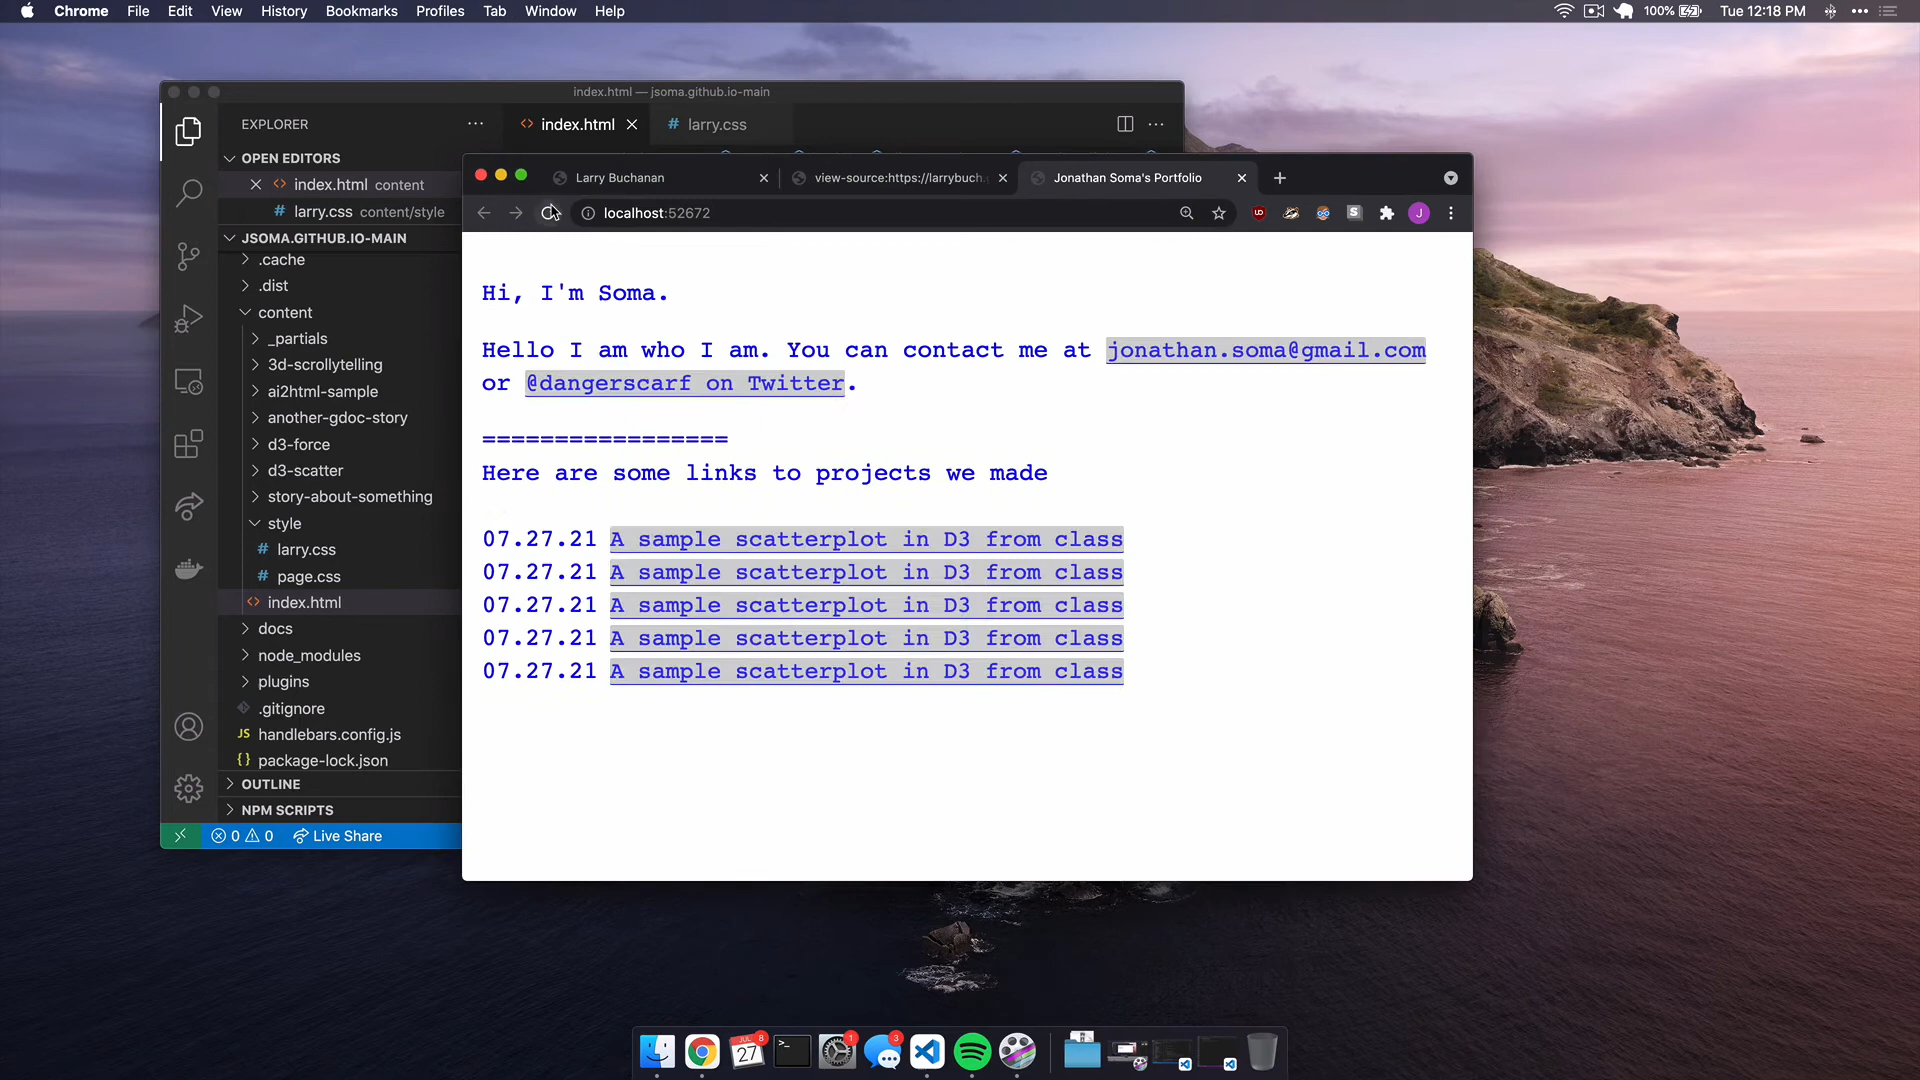 Chrome File Edit View History Bookmarks Profiles Tab Window Help
100% Tue 12:18 PM
index.html — jsoma.github.io-main
EXPLORER
index.html
# larry.css
OPEN EDITORS
index.html content
# larry.css content/style
JSOMA.GITHUB.IO-MAIN
.cache
.dist
content
_partials
3d-scrollytelling
ai2html-sample
another-gdoc-story
d3-force
d3-scatter
story-about-something
style
# larry.css
# page.css
index.html
docs
node_modules
plugins
.gitignore
JS handlebars.config.js
{} package-lock.json
OUTLINE
NPM SCRIPTS
0 0 Live Share
Larry Buchanan
view-source:https://larrybuch
Jonathan Soma's Portfolio
localhost:52672
J
Hi, I'm Soma.
Hello I am who I am. You can contact me at jonathan.soma@gmail.com
or @dangerscarf on Twitter.
=================
Here are some links to projects we made
07.27.21 A sample scatterplot in D3 from class
07.27.21 A sample scatterplot in D3 from class
07.27.21 A sample scatterplot in D3 from class
07.27.21 A sample scatterplot in D3 from class
07.27.21 A sample scatterplot in D3 from class
JUL
27
8
1
3